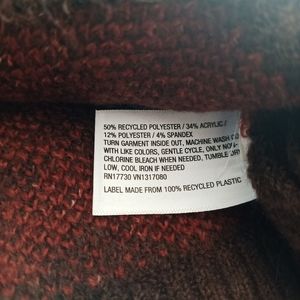 50% RECYCLED POLYESTER / 34% ACRYLIC /
12% POLYESTER / 4% SPANDEX
TURN GARMENT INSIDE OUT, MACHINE WASH
WITH LIKE COLORS, GENTLE CYCLE, ONLY
CHLORINE BLEACH WHEN NEEDED, TUMBLE DRY
LOW, COOL IRON IF NEEDED
RN17730 VN1317080
LABEL MADE FROM 100% RECYCLED PLASTIC